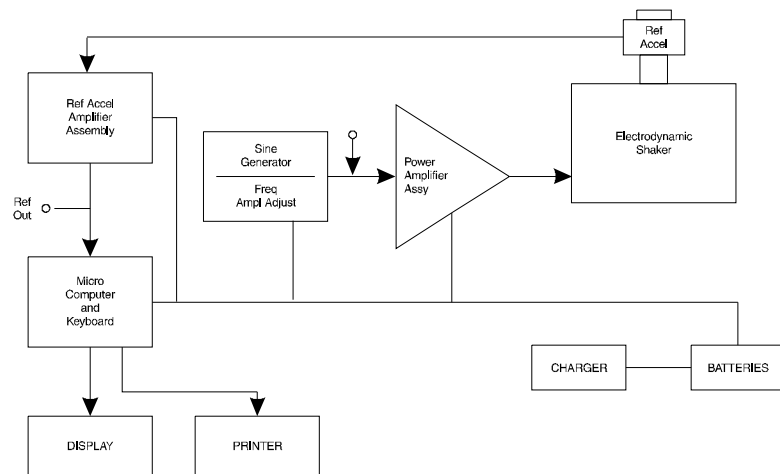 Ref
Accel
Ref Accel
Amplifier
Assembly
Sine
Generator
Freq
Ampl Adjust
Power
Amplifier
Assy
Electrodynamic
Shaker
Ref
Out
Micro
Computer
and
Keyboard
CHARGER
BATTERIES
DISPLAY
PRINTER